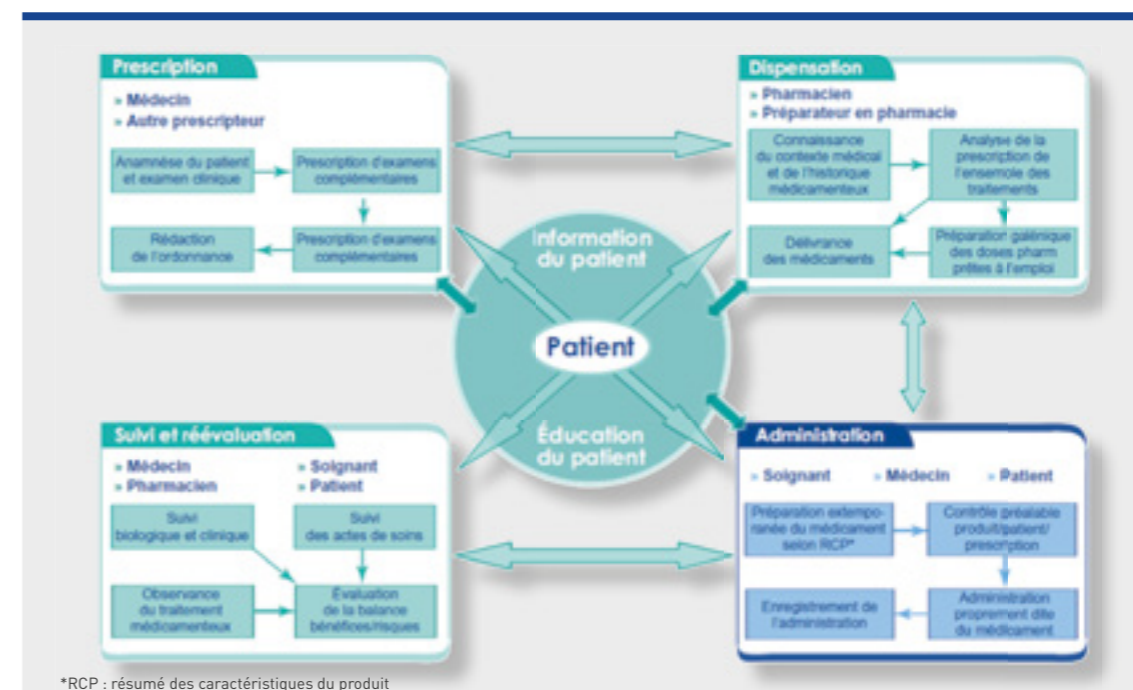 Prescription
» Médecin
» Autre prescripteur
Anamnèse du patient
et examen clinique
Prescription d'examens
complémentaires
Rédaction
de l'ordonnance
Prescription d'examens
complémentaires
Dispensation
» Pharmacien
» Préparateur en pharmacie
Connaissance
du contexte médical
et de l'historique
médicamenteux
Analyse de la
prescription de
l'ensemole des
traitements
Délivrance
des médicaments
Préparation galénique
des doses pharm
prêtes à l'emploi
Information
du patient
Patient
Éducation
du patient
Suivi et réévaluation
» Médecin
» Pharmacien
» Soignant
» Patient
Suivi
biologique et clinique
Suivi
des actes de soins
Observance
du traitement
médicamenteux
Évaluation
de la balance
bénéfices/risques
Administration
» Soignant
» Médecin
» Patient
Préparation extempo-
ranée du médicament
selon RCP*
Contrôle préalable
produit/patient/
prescription
Enregistrement de
l'administration
Administration
proprement dite
du médicament
*RCP : résumé des caractéristiques du produit